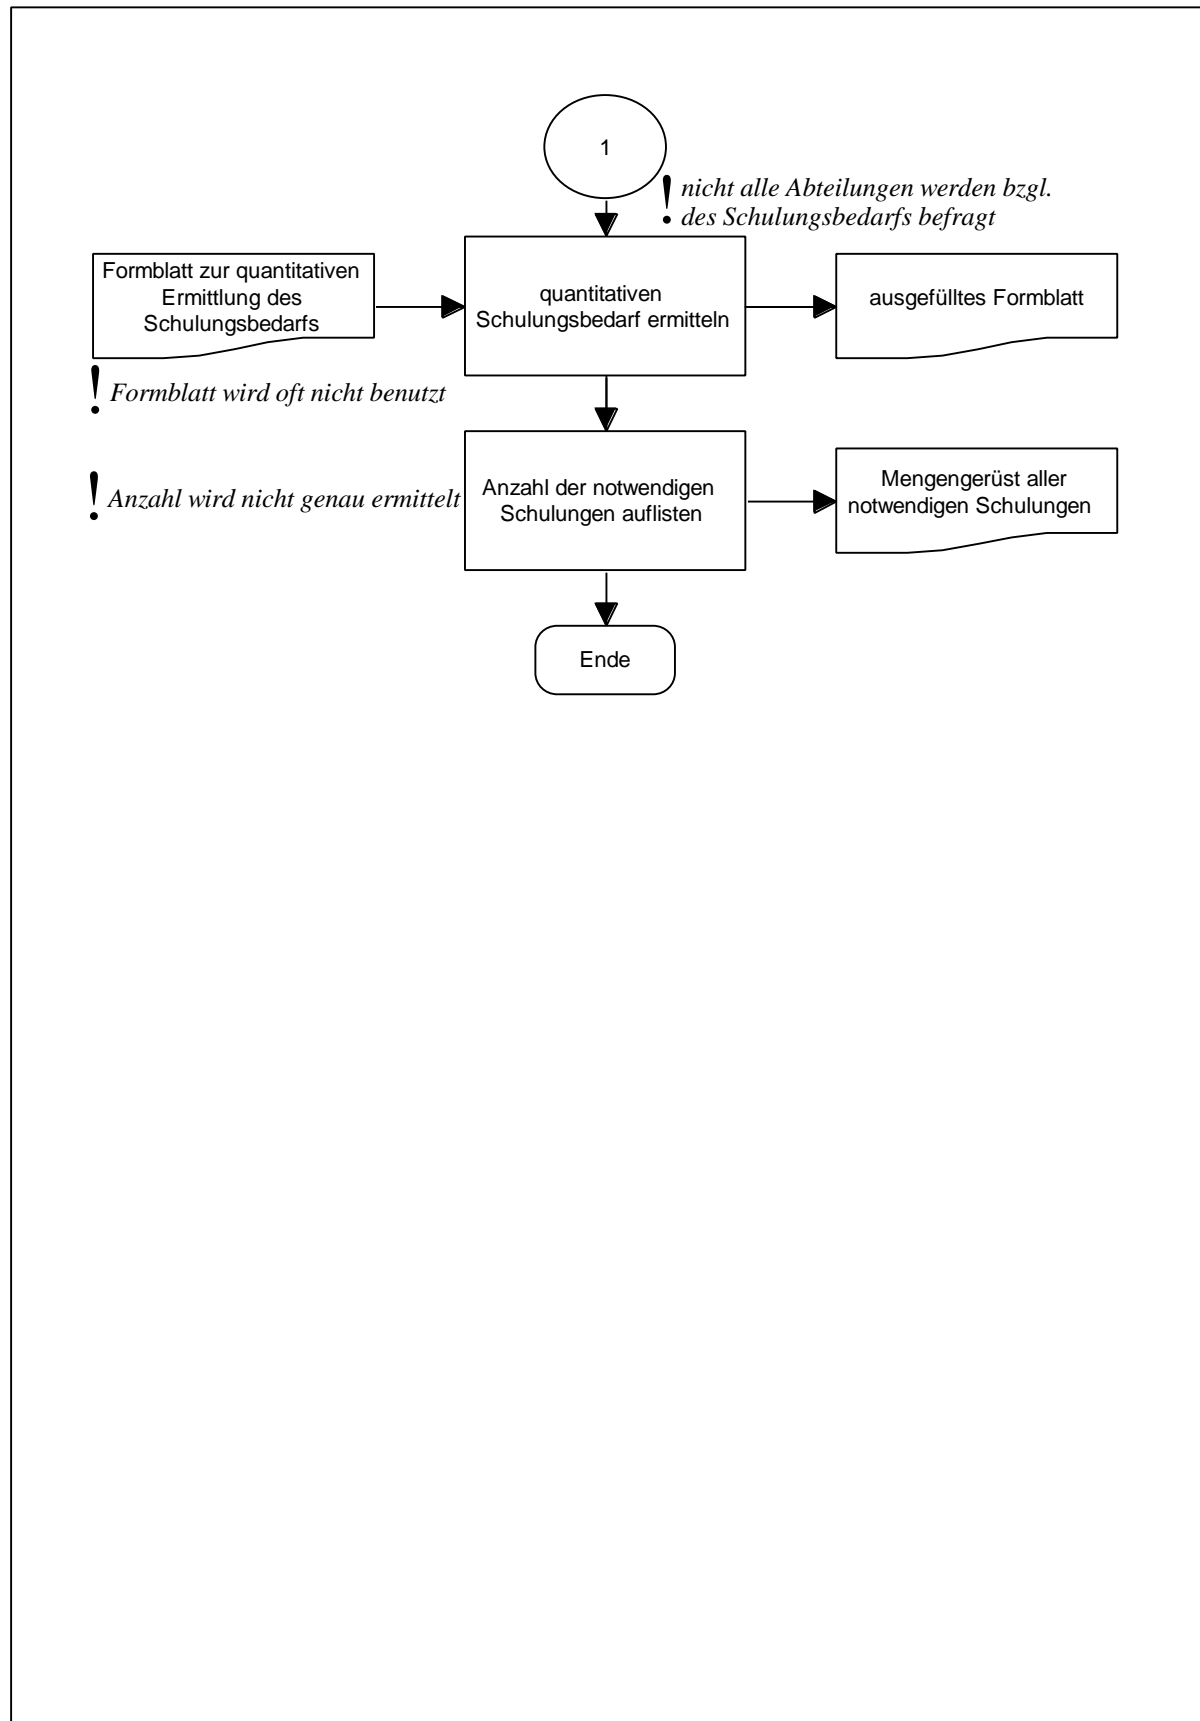 1
! nicht alle Abteilungen werden bzgl.
des Schulungsbedarfs befragt
Formblatt zur quantitativen
Ermittlung des
Schulungsbedarfs
quantitativen
Schulungsbedarf ermitteln
ausgefülltes Formblatt
! Formblatt wird oft nicht benutzt
! Anzahl wird nicht genau ermittelt
Anzahl der notwendigen
Schulungen auflisten
Mengengerüst aller
notwendigen Schulungen
Ende